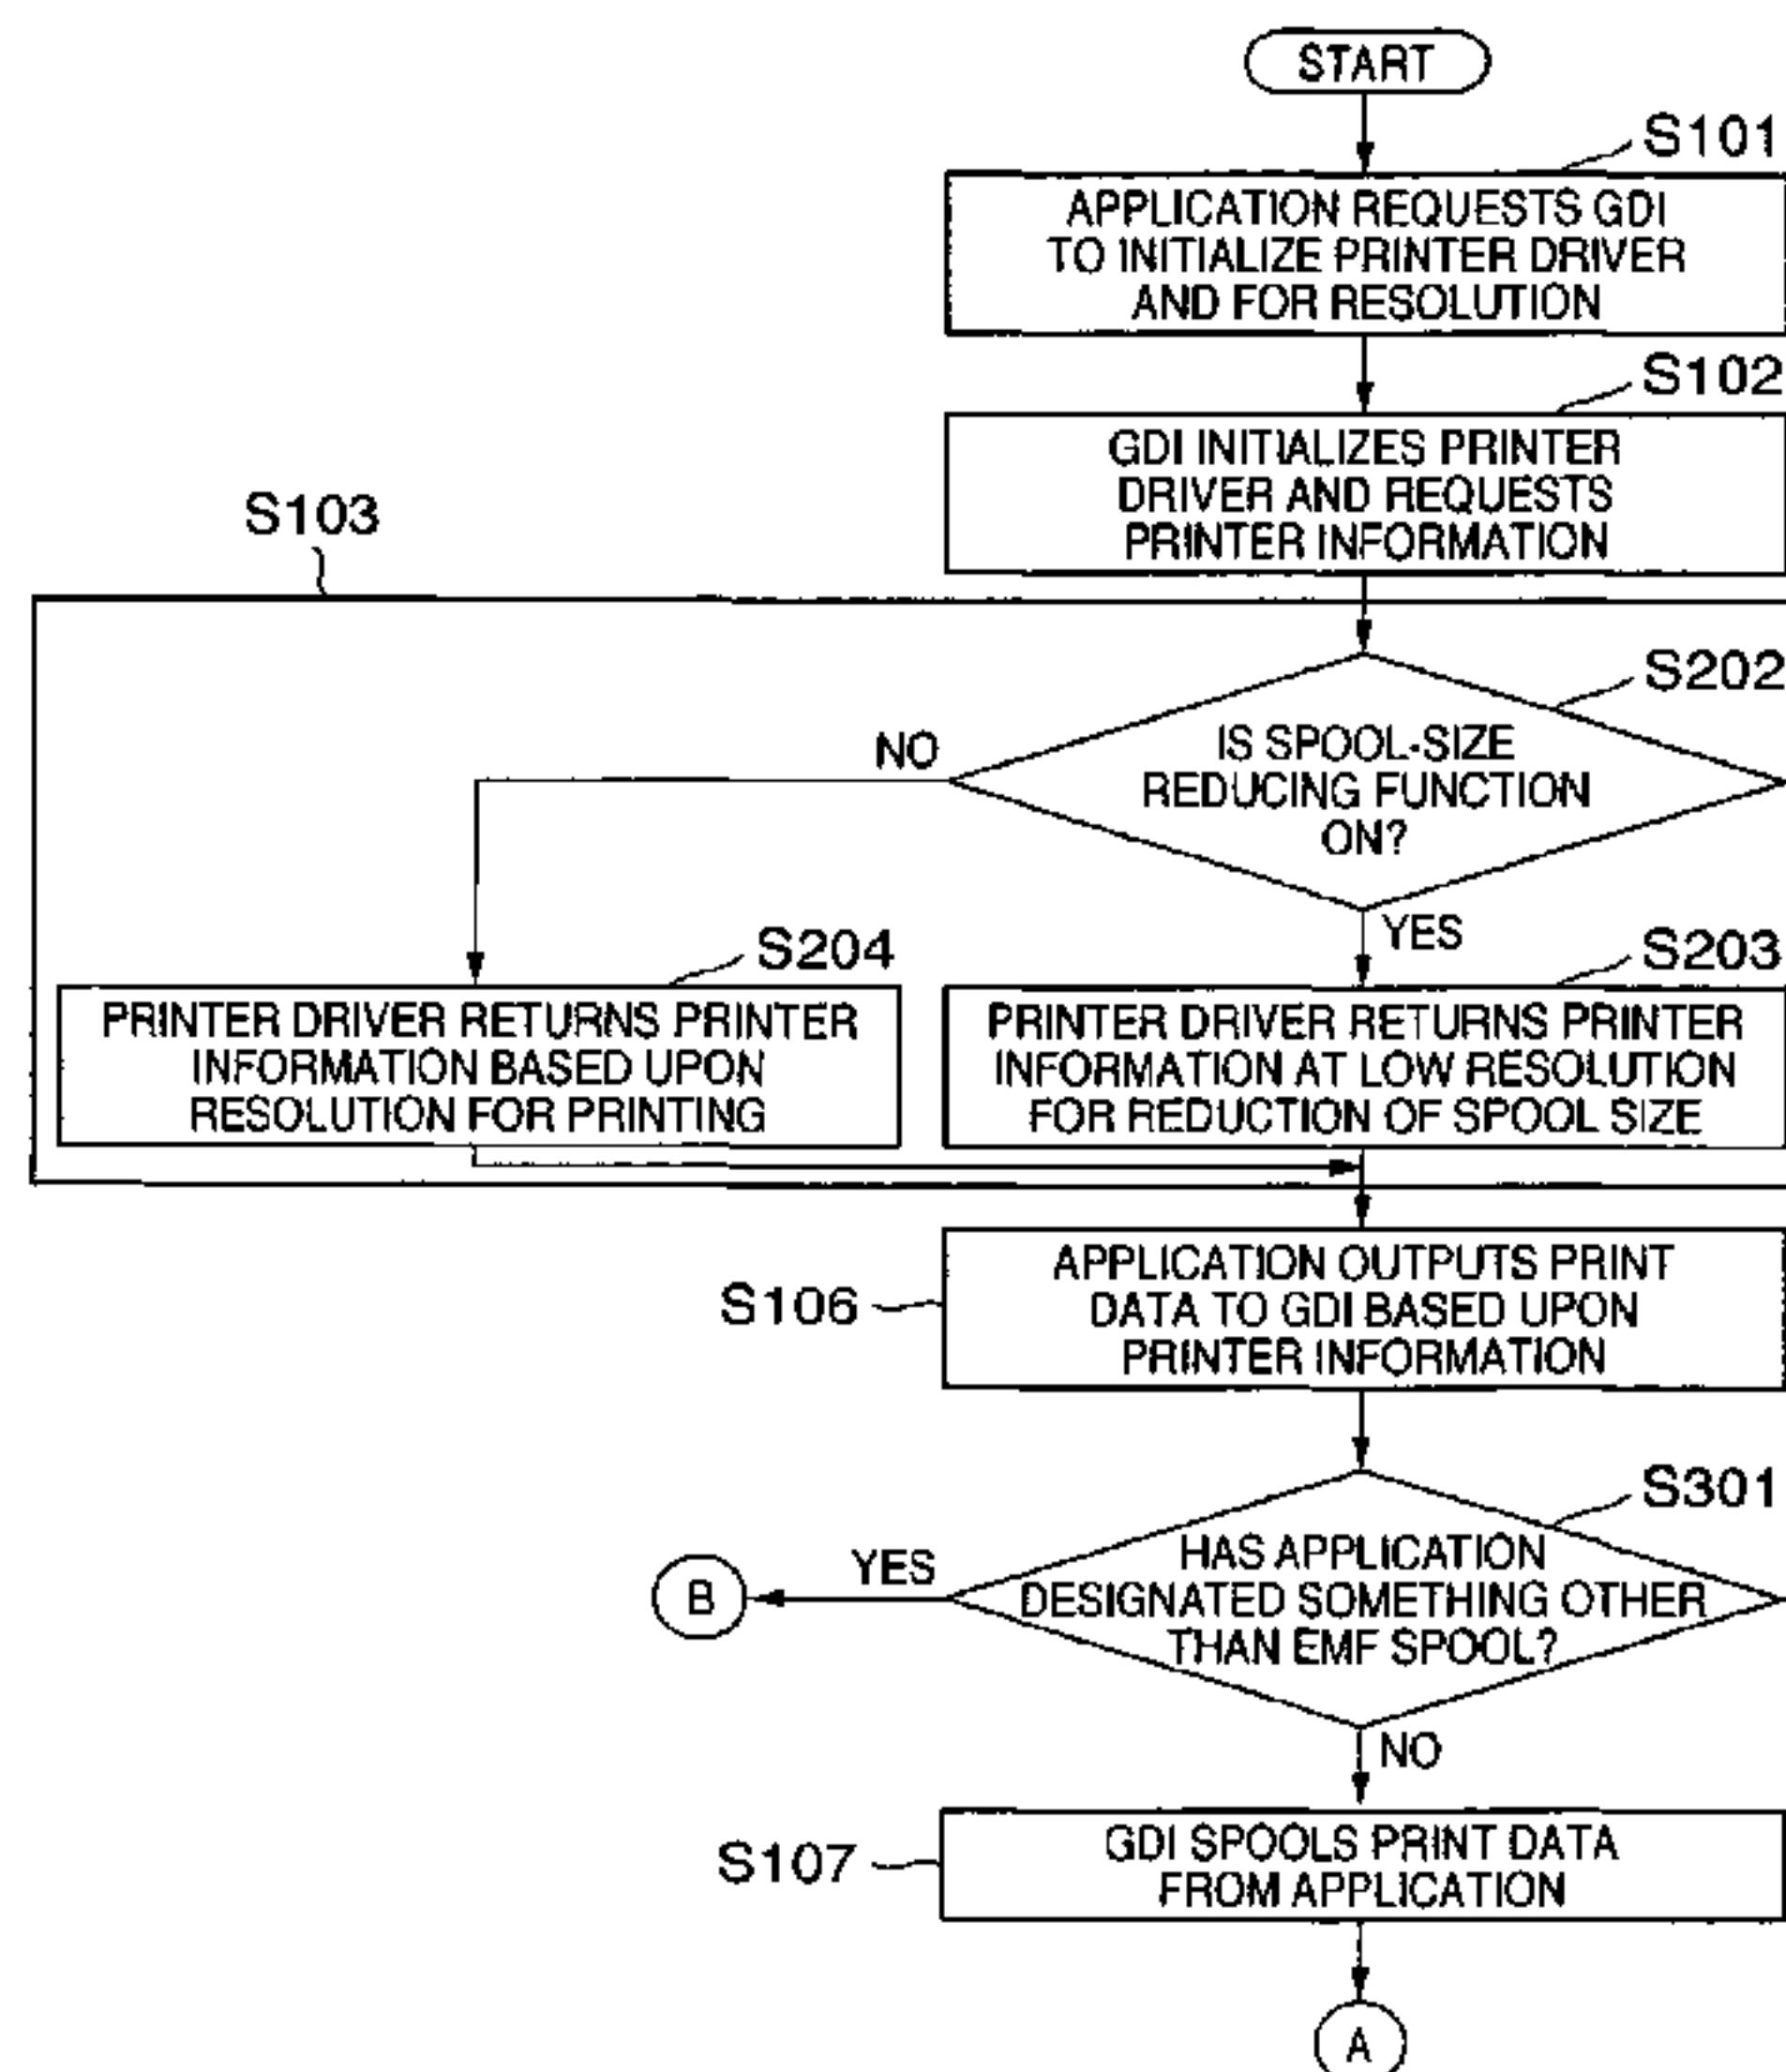 START
S101
APPLICATION REQUESTS GDI
TO INITIALIZE PRINTER DRIVER
AND FOR RESOLUTION
S102
GDI INITIALIZES PRINTER
DRIVER AND REQUESTS
PRINTER INFORMATION
S103
S202
IS SPOOL-SIZE
REDUCING FUNCTION
ON?
NO
YES
S204
PRINTER DRIVER RETURNS PRINTER
INFORMATION BASED UPON
RESOLUTION FOR PRINTING
S203
PRINTER DRIVER RETURNS PRINTER
INFORMATION AT LOW RESOLUTION
FOR REDUCTION OF SPOOL SIZE
S106
APPLICATION OUTPUTS PRINT
DATA TO GDI BASED UPON
PRINTER INFORMATION
S301
HAS APPLICATION
DESIGNATED SOMETHING OTHER
THAN EMF SPOOL?
YES
B
NO
S107
GDI SPOOLS PRINT DATA
FROM APPLICATION
A